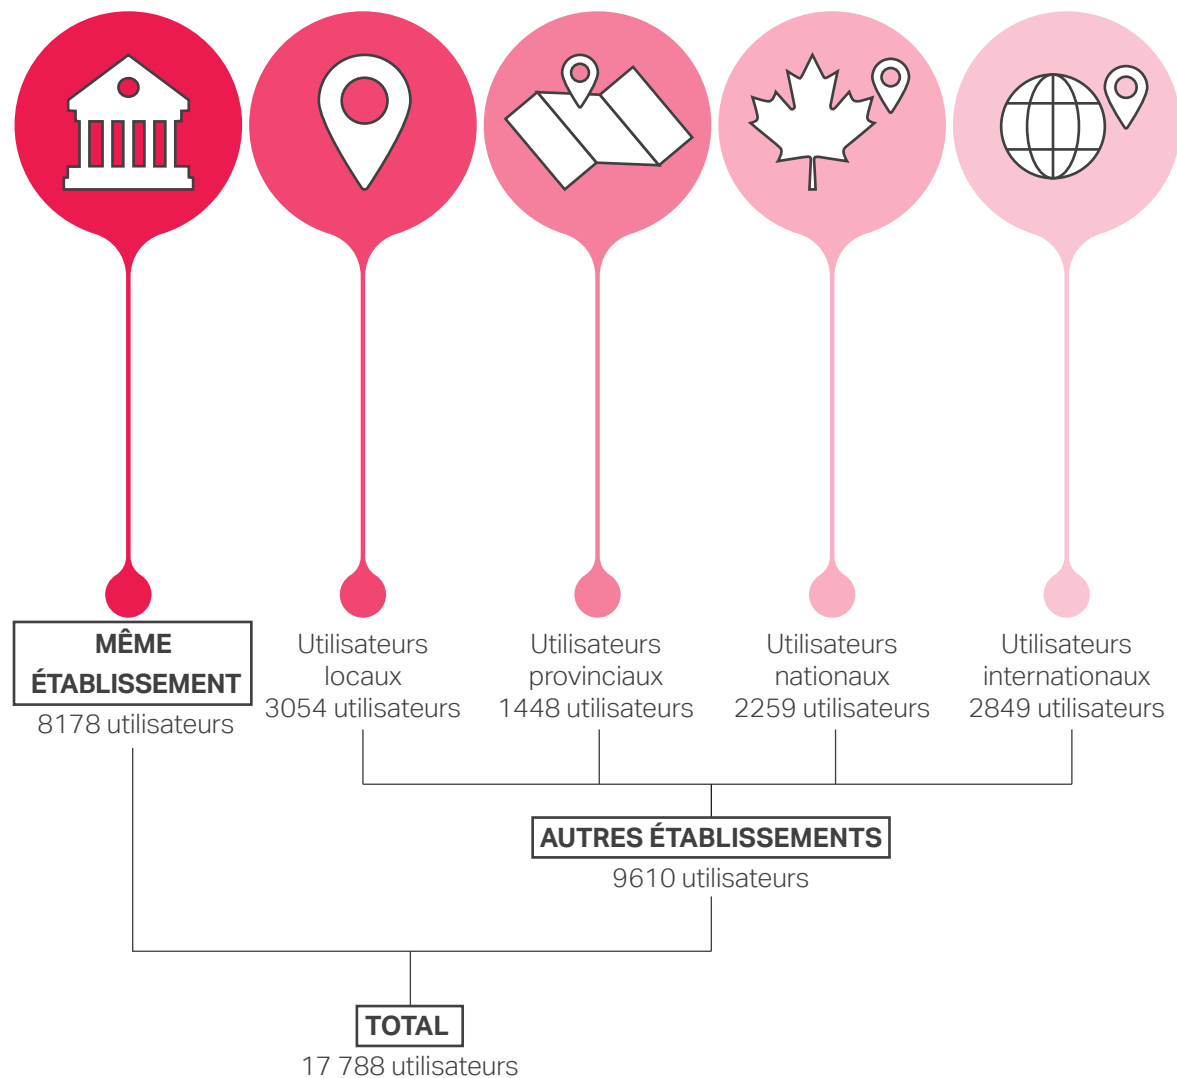 MÊME
ÉTABLISSEMENT
8178 utilisateurs
Utilisateurs
locaux
3054 utilisateurs
Utilisateurs
provinciaux
1448 utilisateurs
Utilisateurs
nationaux
2259 utilisateurs
Utilisateurs
internationaux
2849 utilisateurs
AUTRES ÉTABLISSEMENTS
9610 utilisateurs
TOTAL
17 788 utilisateurs